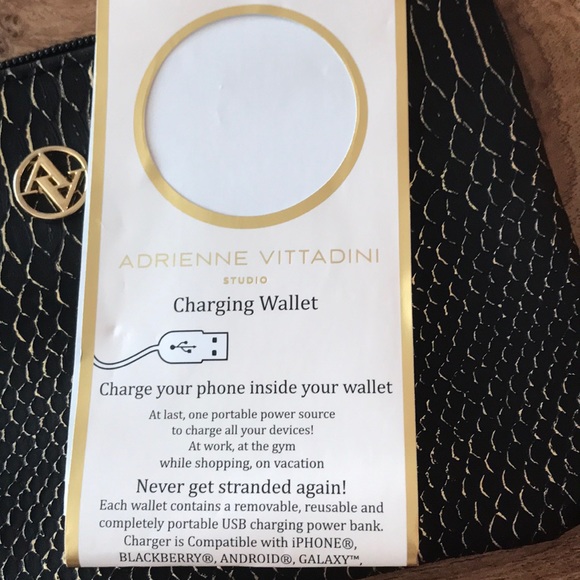 ADRIENNE VITTADINI
STUDIO
Charging Wallet
Charge your phone inside your wallet
At last, one portable power source
to charge all your devices!
At work, at the gym
while shopping, on vacation
Never get stranded again!
Each wallet contains a removable, reusable and
completely portable USB charging power bank.
Charger is Compatible with iPHONE®,
BLACKBERRY®, ANDROID®, GALAXY™,